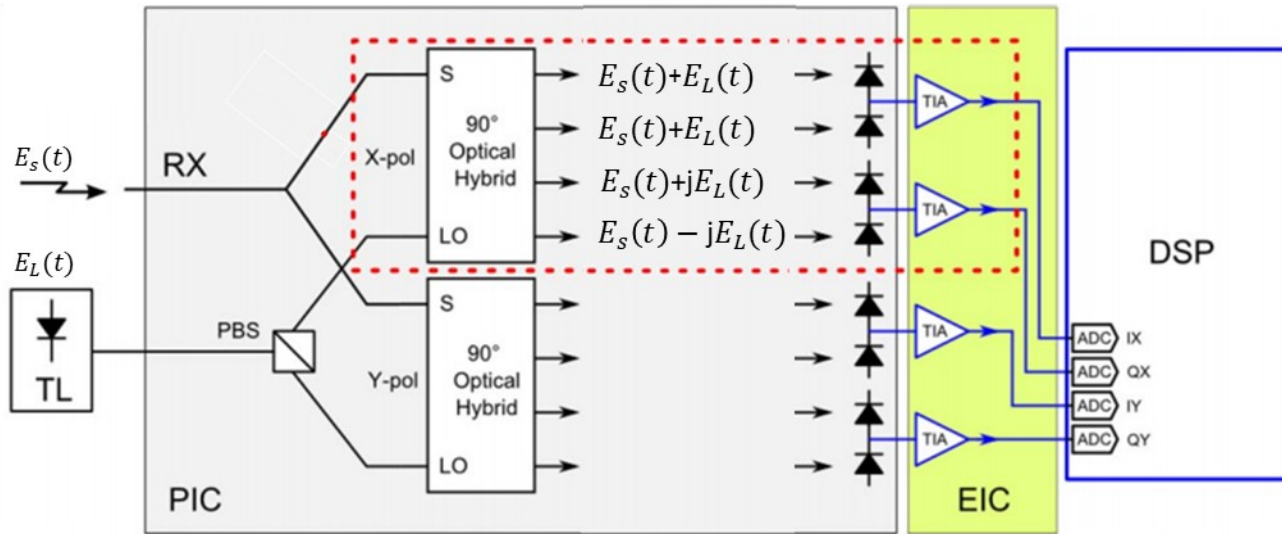 E_s(t)
RX
E_L(t)
TL
PBS
PIC
X-pol
S
90°
Optical
Hybrid
LO
E_s(t)+E_L(t)
E_s(t)+E_L(t)
E_s(t)+jE_L(t)
E_s(t) − jE_L(t)
TIA
TIA
Y-pol
S
90°
Optical
Hybrid
LO
TIA
TIA
EIC
DSP
ADC IX
ADC QX
ADC IY
ADC QY